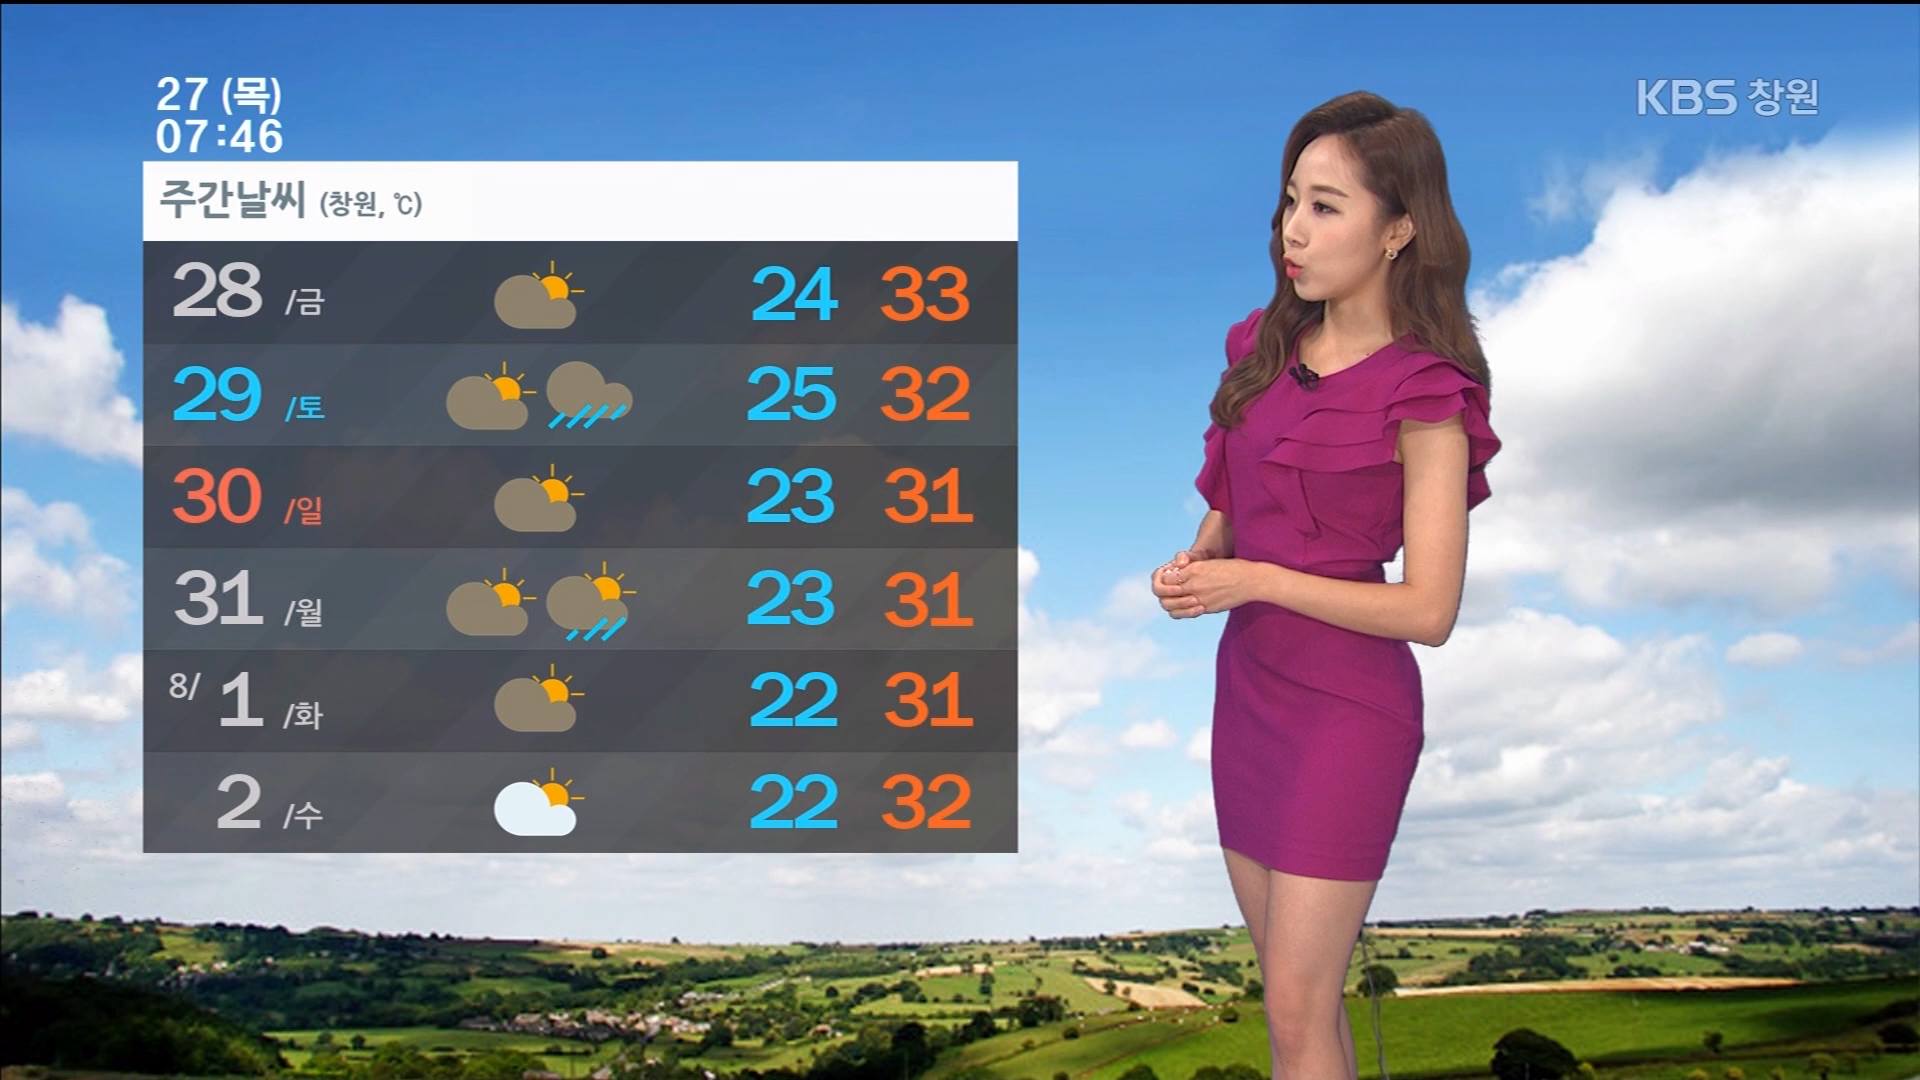 27 (목)
07:46
KBS 창원
주간날씨 (창원, ℃)
28 /금 24 33
29 /토 25 32
30 /일 23 31
31 /월 23 31
8/ 1 /화 22 31
2 /수 22 32